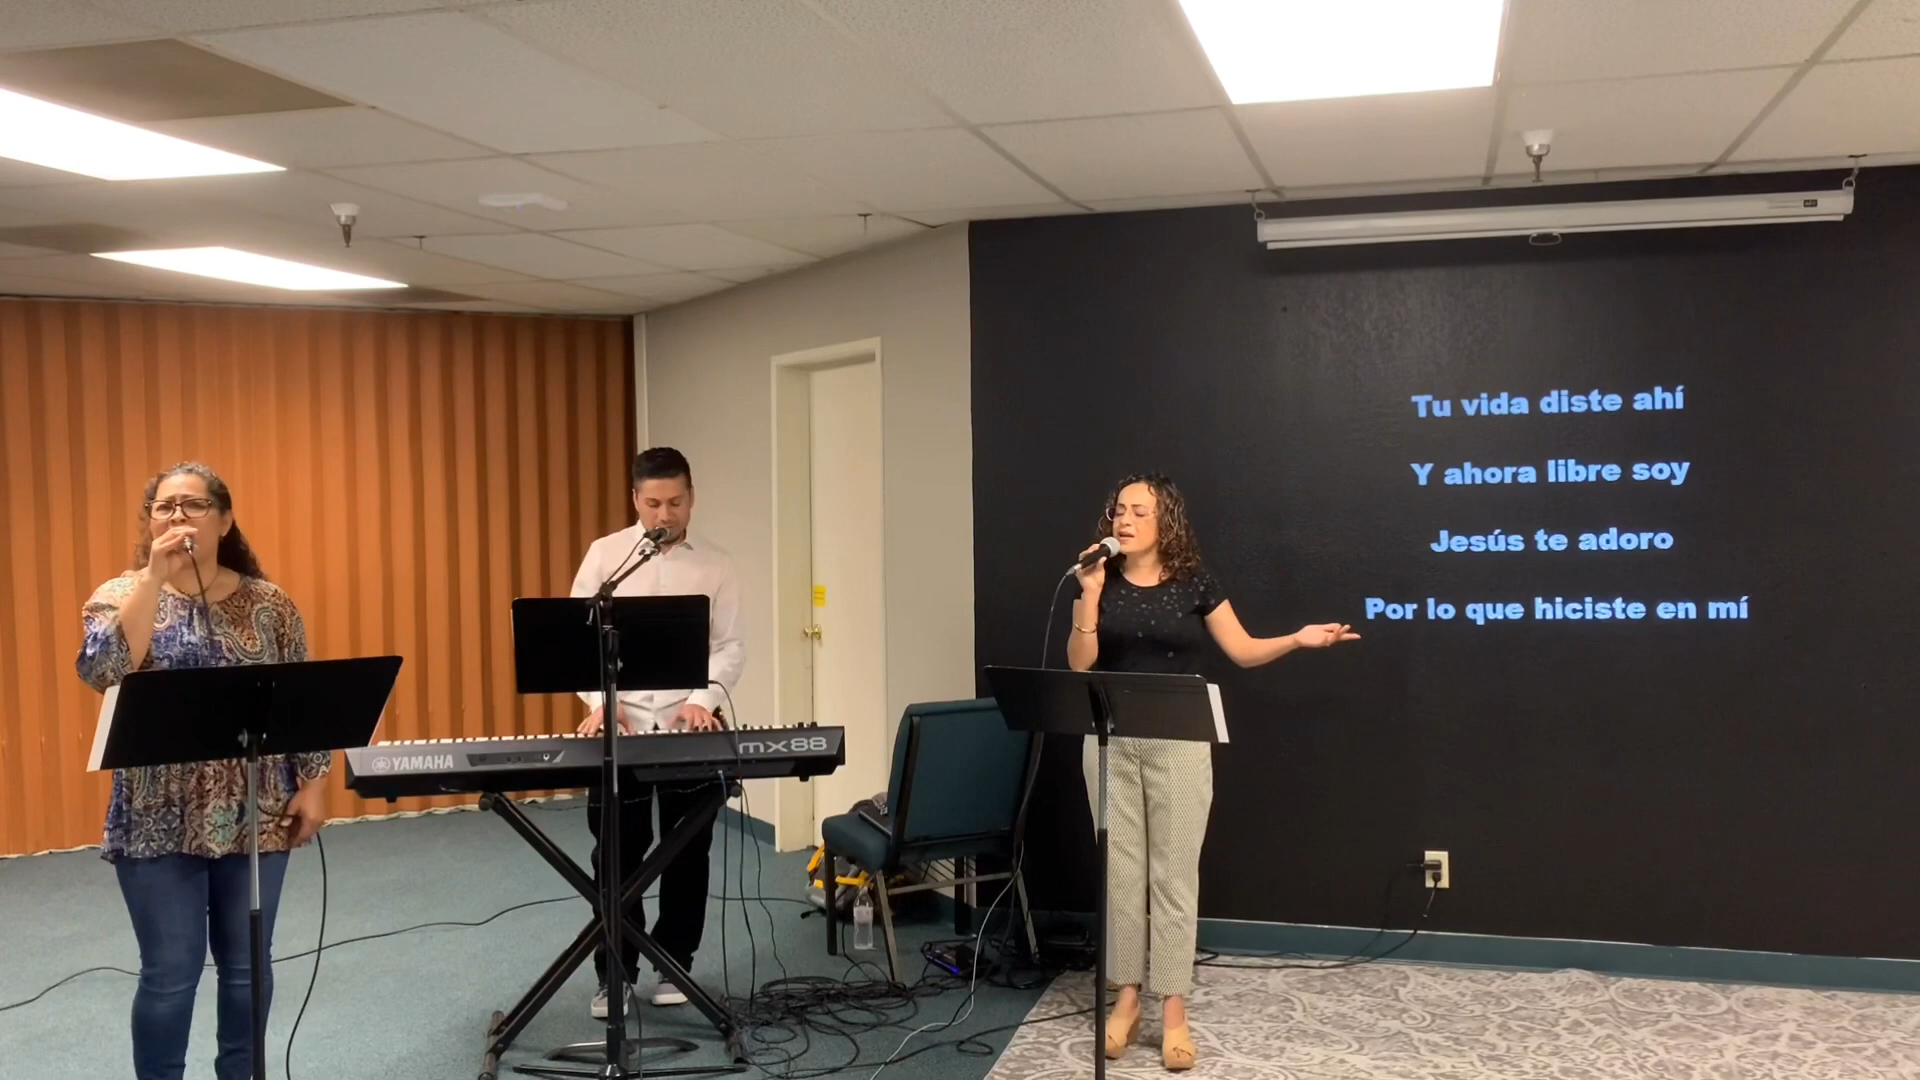 Tu vida diste ahí
Y ahora libre soy
Jesús te adoro
Por lo que hiciste en mí
YAMAHA
mx88